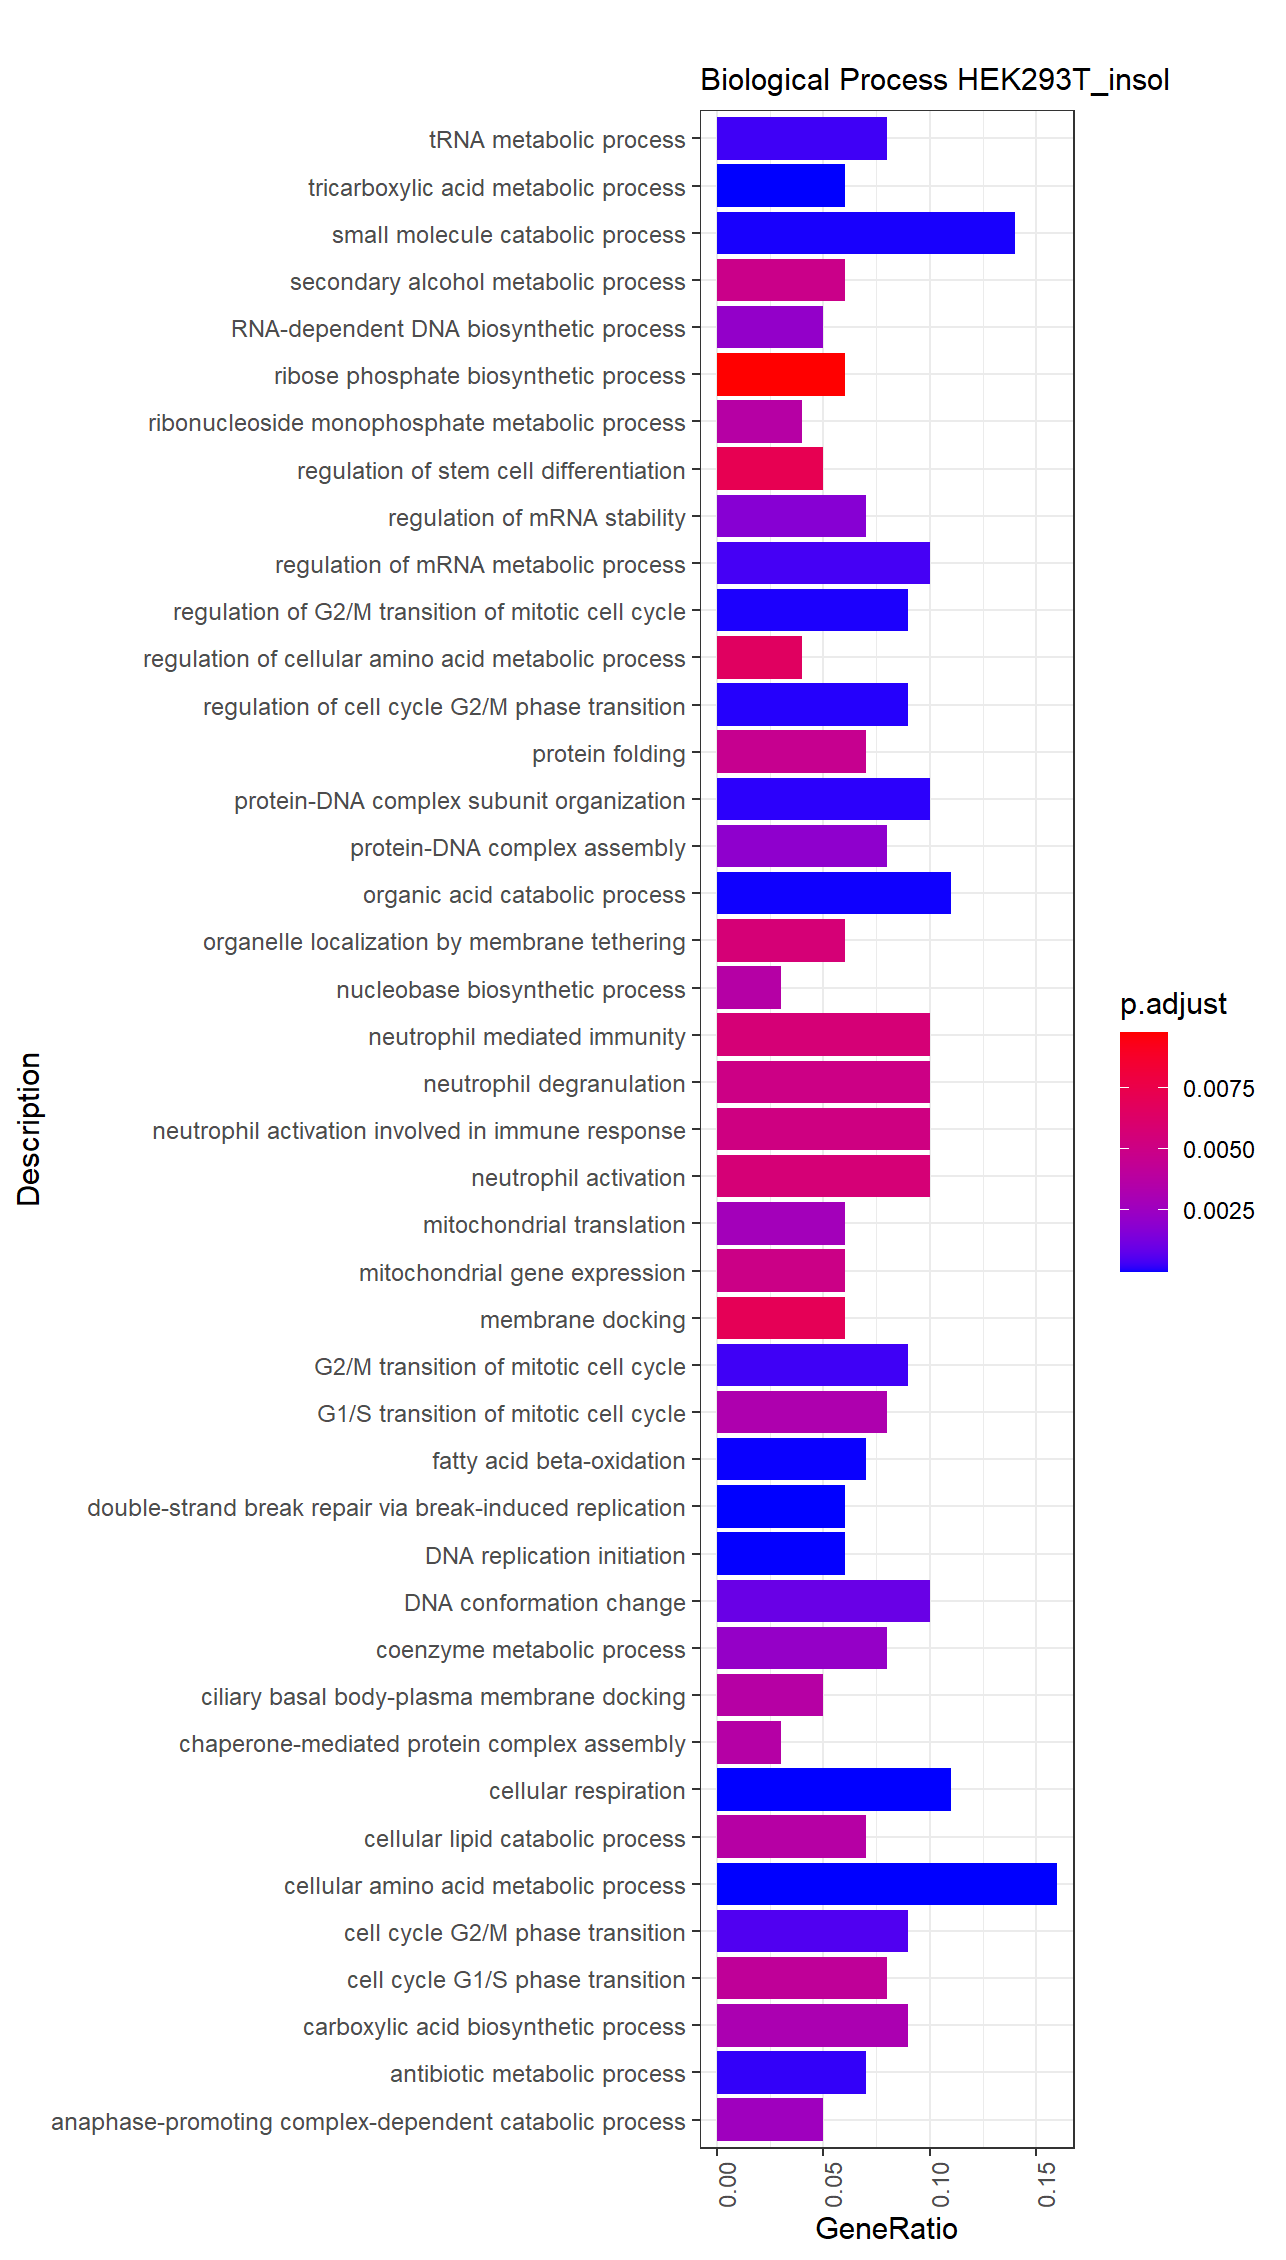 Biological Process HEK293T_insol
tRNA metabolic process
tricarboxylic acid metabolic process
small molecule catabolic process
secondary alcohol metabolic process
RNA-dependent DNA biosynthetic process
ribose phosphate biosynthetic process
ribonucleoside monophosphate metabolic process
regulation of stem cell differentiation
regulation of mRNA stability
regulation of mRNA metabolic process
regulation of G2/M transition of mitotic cell cycle
regulation of cellular amino acid metabolic process
regulation of cell cycle G2/M phase transition
protein folding
protein-DNA complex subunit organization
protein-DNA complex assembly
organic acid catabolic process
organelle localization by membrane tethering
nucleobase biosynthetic process
neutrophil mediated immunity
neutrophil degranulation
neutrophil activation involved in immune response
neutrophil activation
mitochondrial translation
mitochondrial gene expression
membrane docking
G2/M transition of mitotic cell cycle
G1/S transition of mitotic cell cycle
fatty acid beta-oxidation
double-strand break repair via break-induced replication
DNA replication initiation
DNA conformation change
coenzyme metabolic process
ciliary basal body-plasma membrane docking
chaperone-mediated protein complex assembly
cellular respiration
cellular lipid catabolic process
cellular amino acid metabolic process
cell cycle G2/M phase transition
cell cycle G1/S phase transition
carboxylic acid biosynthetic process
antibiotic metabolic process
anaphase-promoting complex-dependent catabolic process
Description
0.00
0.05
0.10
0.15
GeneRatio
p.adjust
0.0075
0.0050
0.0025